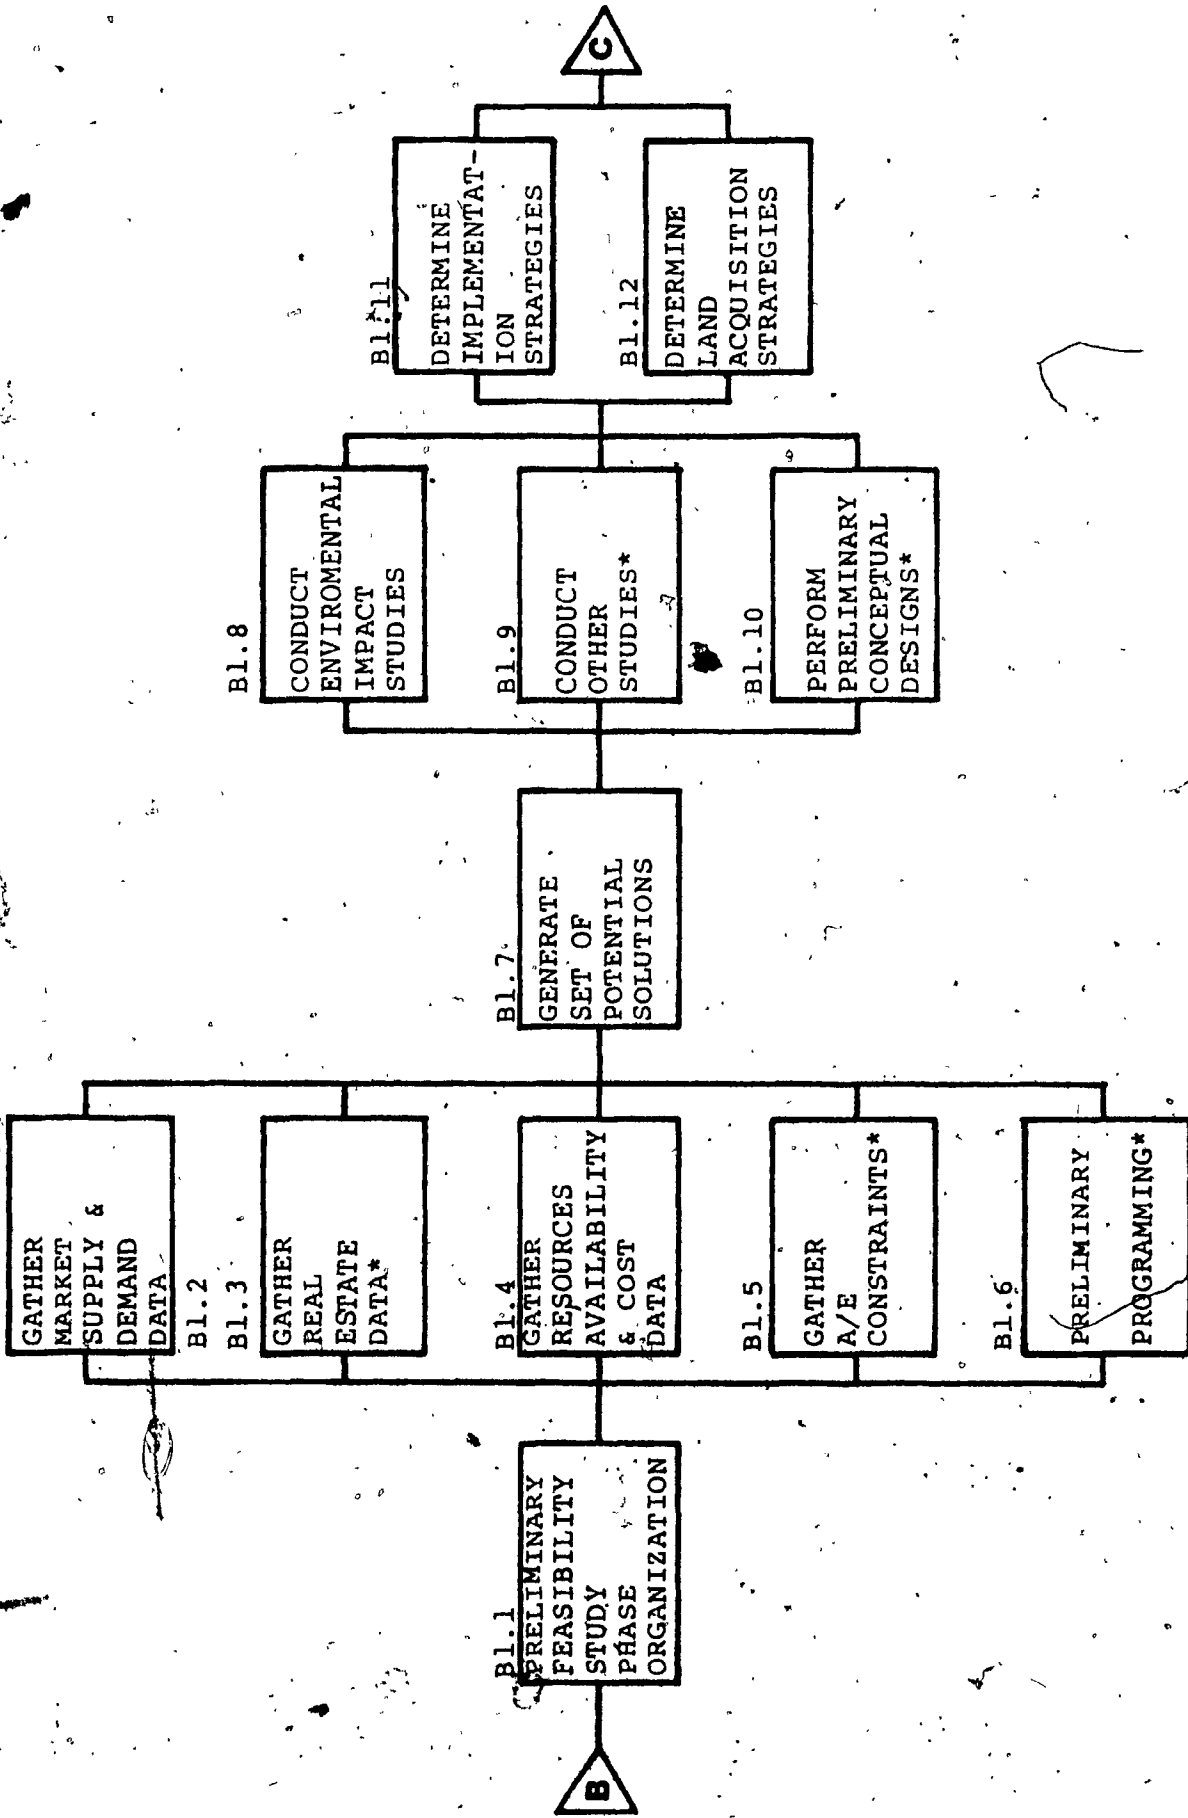 B
B1.1
PRELIMINARY
FEASIBILITY
STUDY
PHASE
ORGANIZATION
GATHER
MARKET
SUPPLY &
DEMAND
DATA
B1.2
B1.3
GATHER
REAL
ESTATE
DATA*
B1.4
GATHER
RESOURCES
AVAILABILITY
& COST
DATA
B1.5
GATHER
A/E
CONSTRAINTS*
B1.6
PRELIMINARY
PROGRAMMING*
B1.7
GENERATE
SET OF
POTENTIAL
SOLUTIONS
B1.8
CONDUCT
ENVIROMENTAL
IMPACT
STUDIES
B1.9
CONDUCT
OTHER
STUDIES*
B1.10
PERFORM
PRELIMINARY
CONCEPTUAL
DESIGNS*
B1.11
DETERMINE
IMPLEMENTAT-
ION
STRATEGIES
B1.12
DETERMINE
LAND
ACQUISITION
STRATEGIES
C